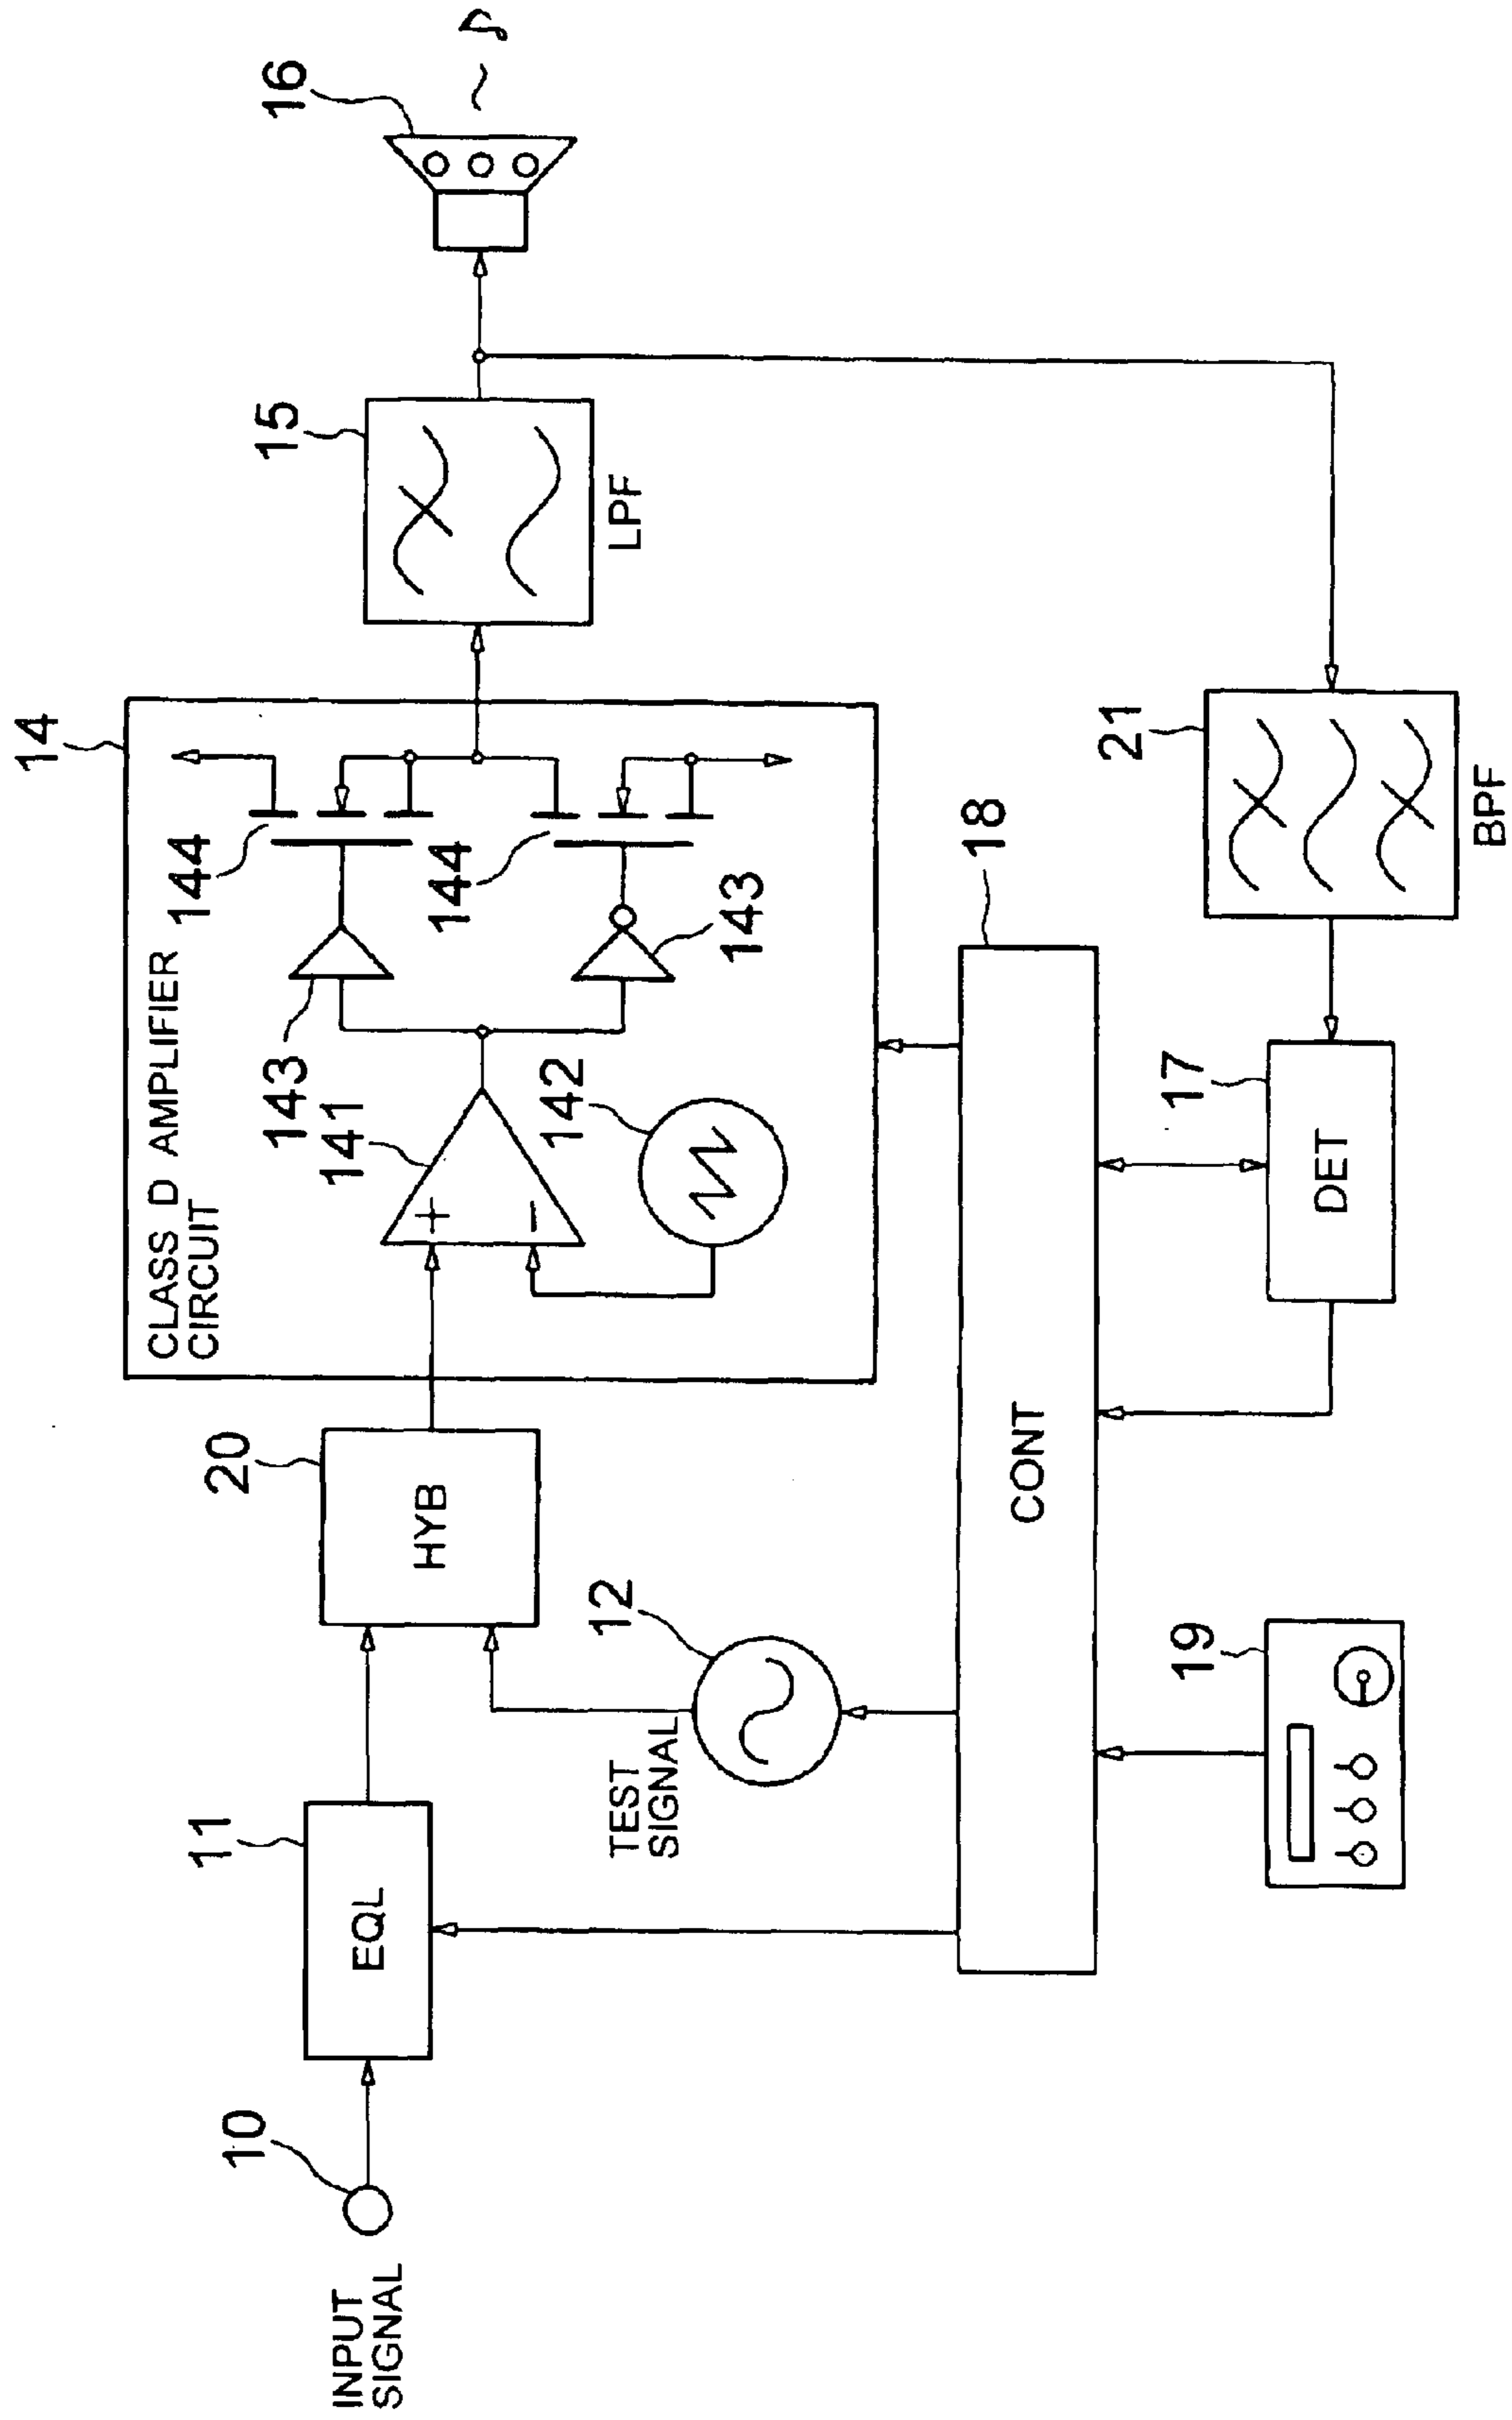 INPUT
SIGNAL
10
11
EQL
TEST
SIGNAL
12
20
HYB
14
CLASS D AMPLIFIER
CIRCUIT
141
+
−
142
143
143
144
144
15
LPF
16
18
CONT
19
17
DET
21
BPF